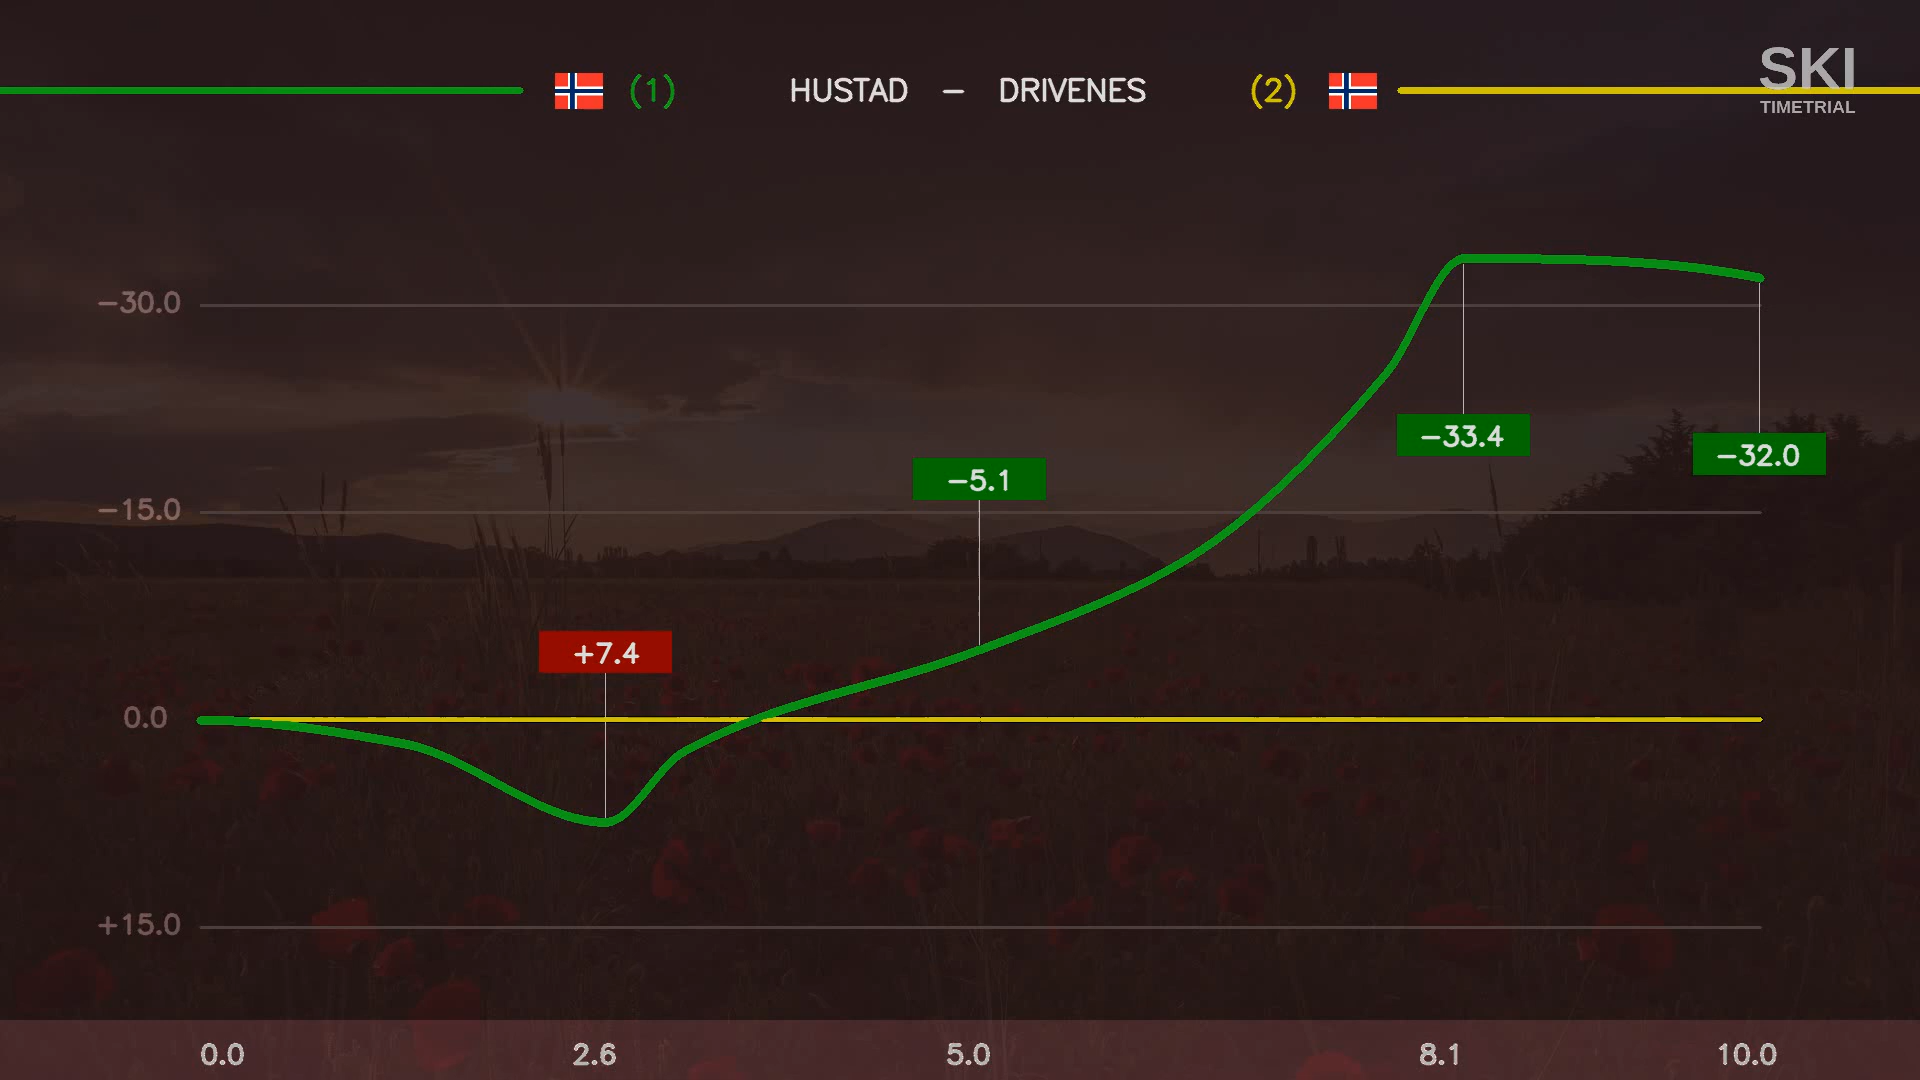 (1) HUSTAD – DRIVENES (2)
SKI
TIMETRIAL
−30.0
−33.4
−32.0
−5.1
−15.0
+7.4
0.0
+15.0
0.0 2.6 5.0 8.1 10.0